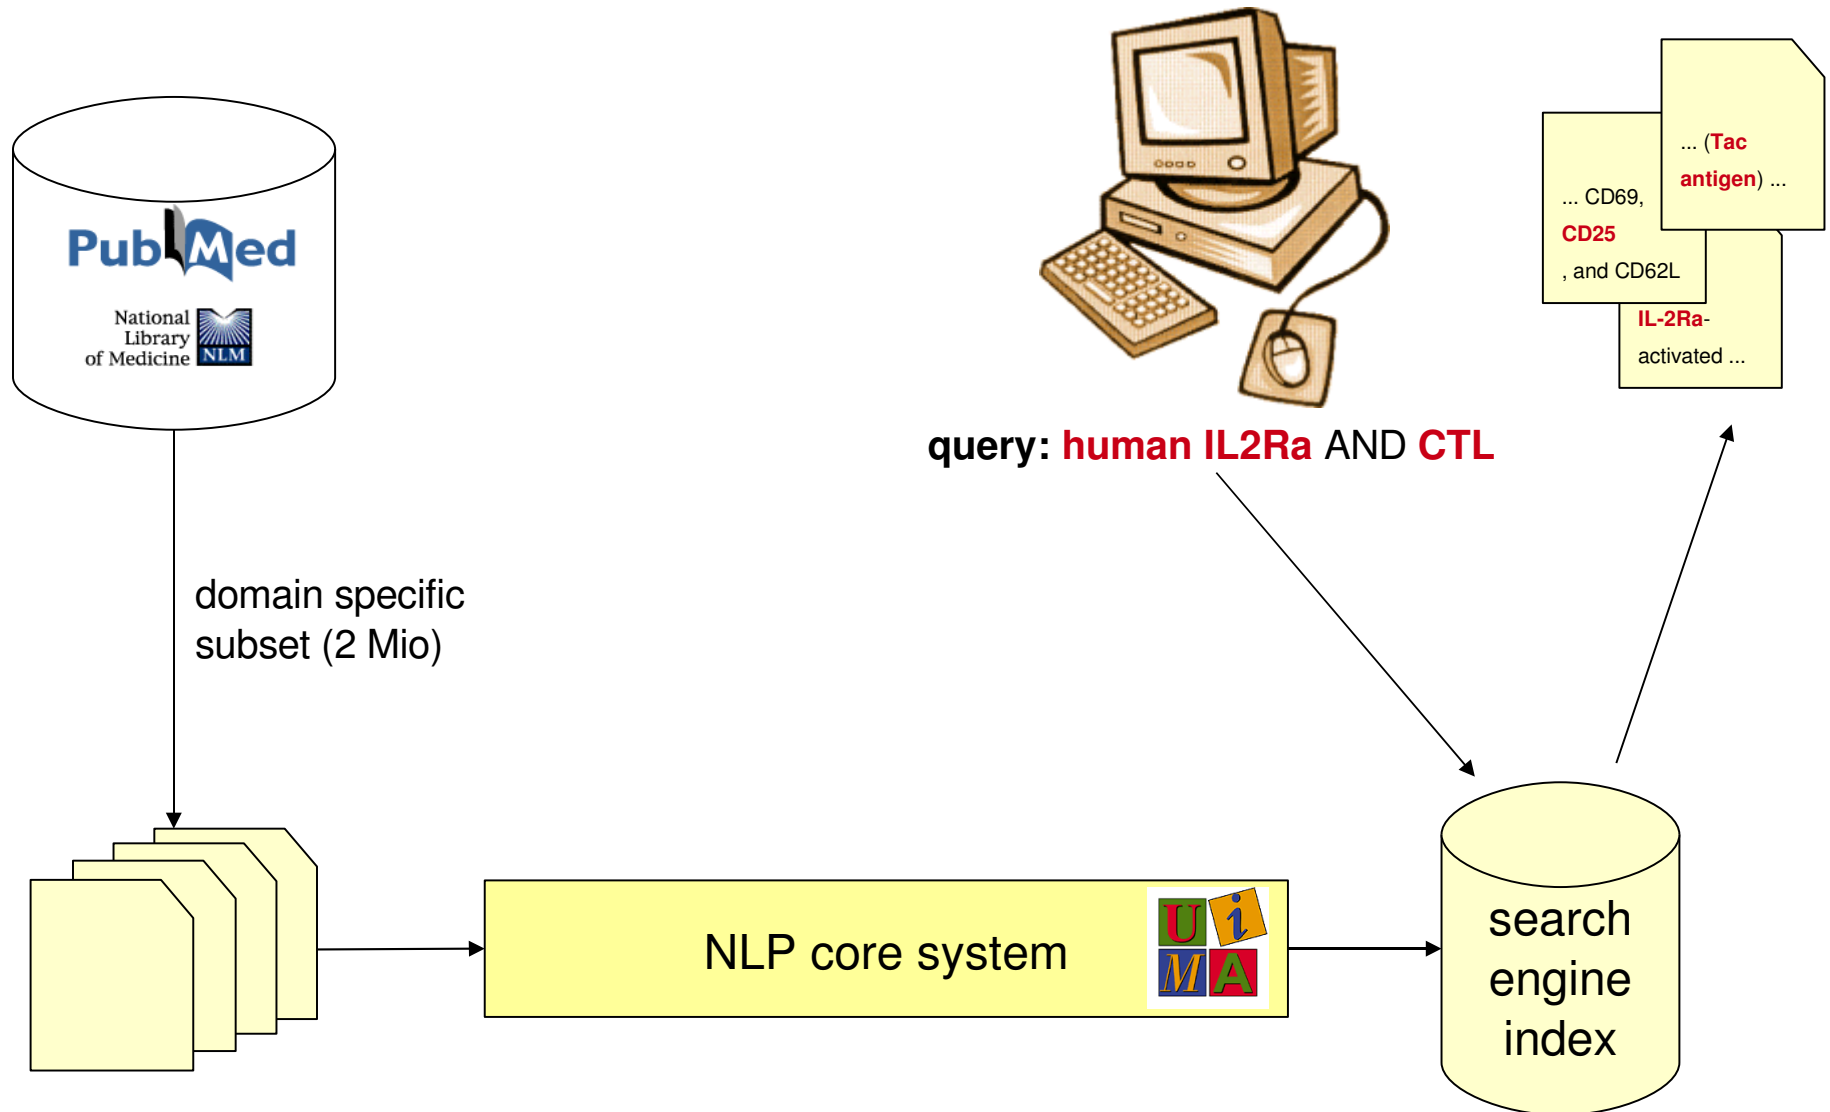 PubMed
National
Library
of Medicine
NLM
domain specific
subset (2 Mio)
query: human IL2Ra AND CTL
... (Tac
antigen) ...
... CD69,
CD25
, and CD62L
IL-2Ra-
activated ...
NLP core system
UiMA
search
engine
index